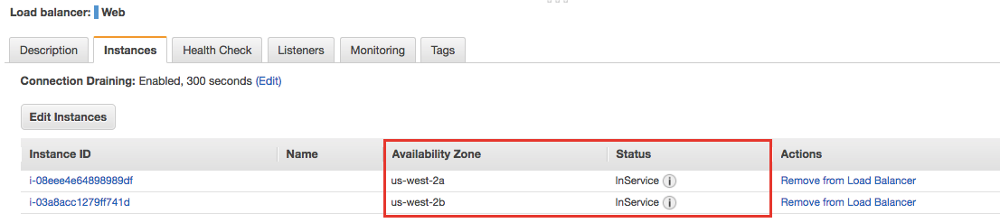 Load balancer: Web
Description Instances Health Check Listeners Monitoring Tags
Connection Draining: Enabled, 300 seconds (Edit)
Edit Instances
Instance ID Name Availability Zone Status Actions
i-08eee4e64898989df us-west-2a InService i Remove from Load Balancer
i-03a8acc1279ff741d us-west-2b InService i Remove from Load Balancer